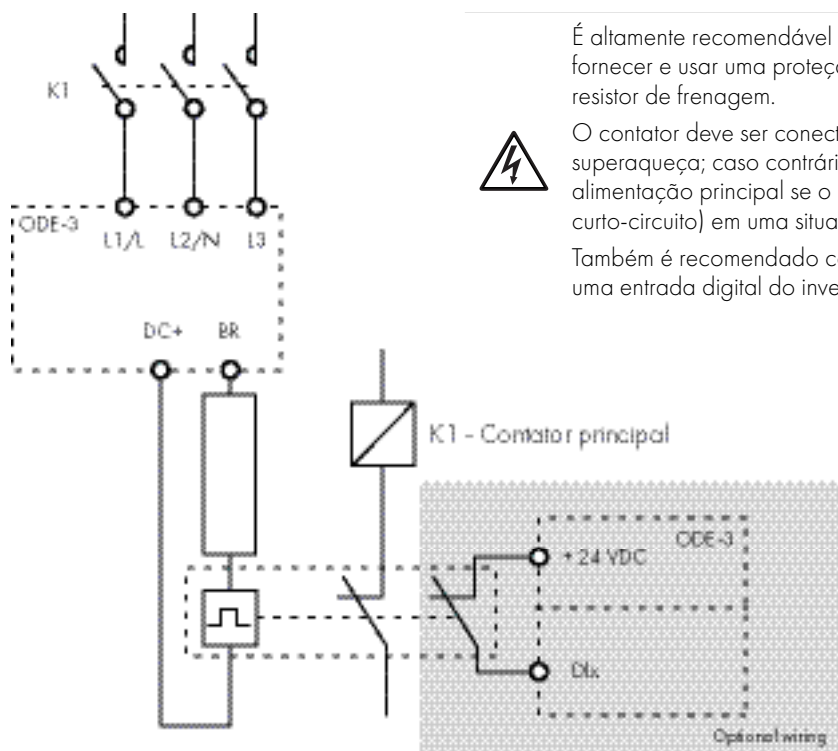 É altamente recomendável
fornecer e usar uma proteç
resistor de frenagem.
O contator deve ser conect
superaqueça; caso contrári
alimentação principal se o
curto-circuito) em uma situa
Também é recomendado c
uma entrada digital do inve
K1
ODE-3
L1/L L2/N L3
DC+ BR
K1 - Contator principal
ODE-3
+ 24 VDC
DIx
Optional wiring